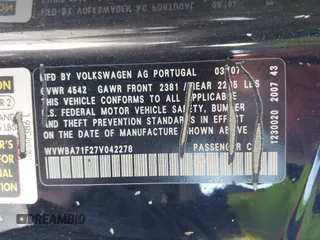 MFD BY VOLKSWAGEN AG PORTUGAL 03/07
GVWR 4542 GAWR FRONT 2381 REAR 2205 LBS
THIS VEHICLE CONFORMS TO ALL APPLICABLE
U.S. FEDERAL MOTOR VEHICLE SAFETY, BUMPER
AND THEFT PREVENTION STANDARDS IN EFFECT
ON THE DATE OF MANUFACTURE SHOWN ABOVE
WVWBA71F27V042278 PASSENGER C
1230020 2007 43
BIDMOTORS